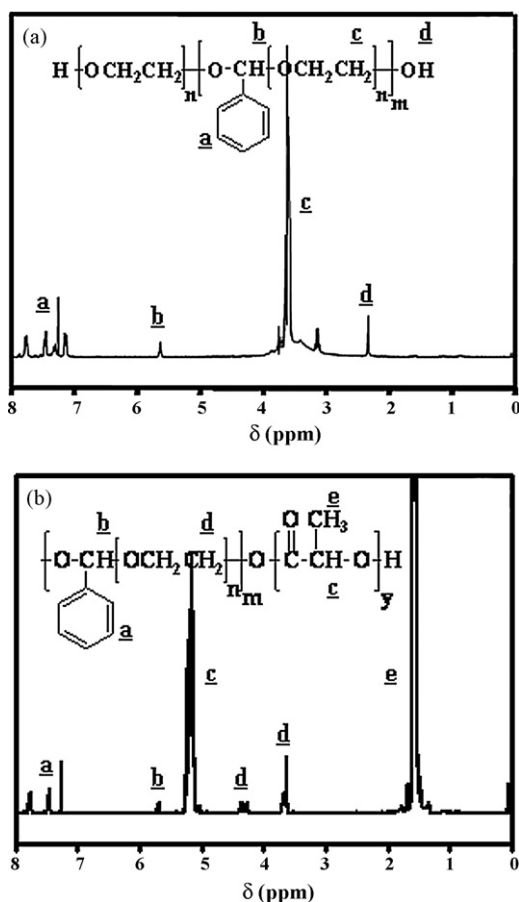 (a)
b c d
H-{OCH₂CH₂}n-[O-CH{OCH₂CH₂}n]m-OH
a
c
a b d
8 7 6 5 4 3 2 1 0
δ (ppm)
(b)
b d e
[O-CH{OCH₂CH₂}n]m-O-(C-CH-O)y-H
O CH₃
c
a
c e
a b d d
8 7 6 5 4 3 2 1 0
δ (ppm)